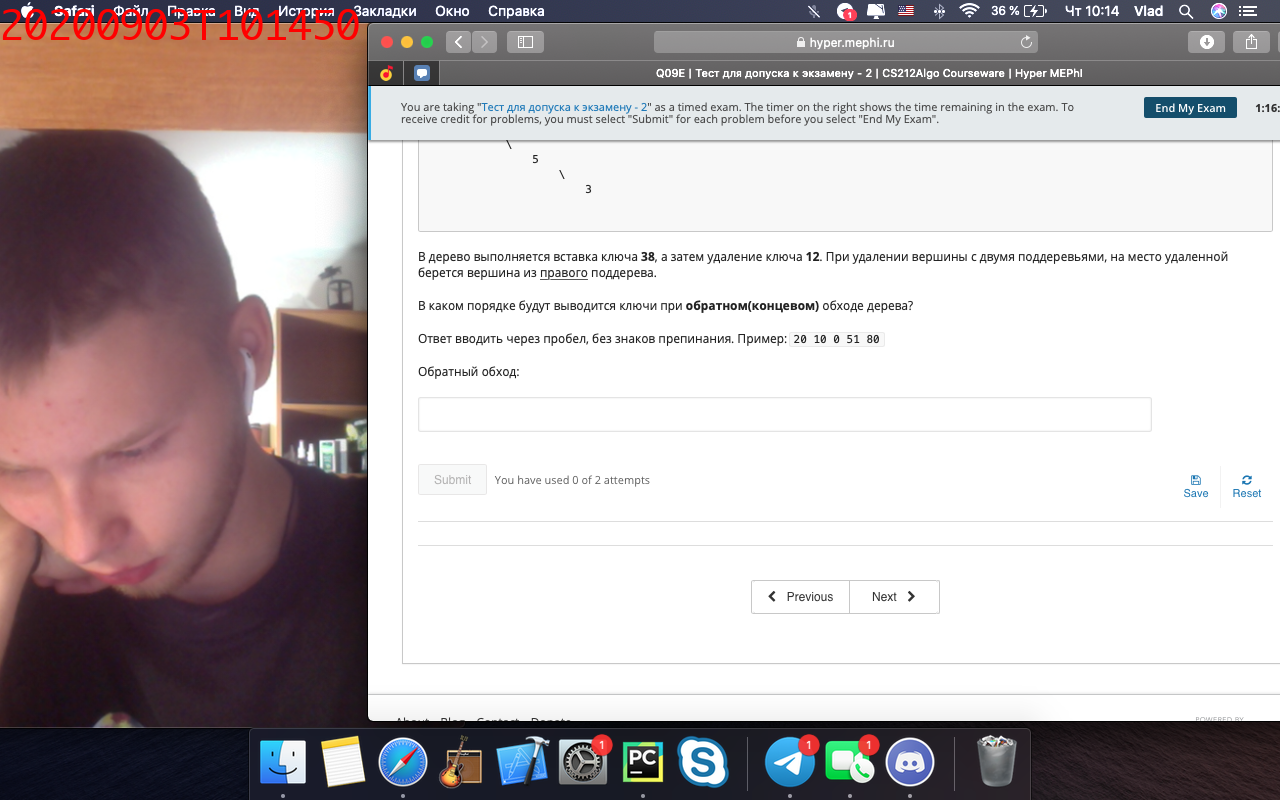 Safari Файл Правка Вид История Закладки Окно Справка 1 36 % Чт 10:14 Vlad
20200903T101450
hyper.mephi.ru
Q09E | Тест для допуска к экзамену - 2 | CS212Algo Courseware | Hyper MEPhI
You are taking "Тест для допуска к экзамену - 2" as a timed exam. The timer on the right shows the time remaining in the exam. To
receive credit for problems, you must select "Submit" for each problem before you select "End My Exam".
End My Exam
1:16:
\
5
\
3
В дерево выполняется вставка ключа 38, а затем удаление ключа 12. При удалении вершины с двумя поддеревьями, на место удаленной
берется вершина из правого поддерева.
В каком порядке будут выводится ключи при обратном(концевом) обходе дерева?
Ответ вводить через пробел, без знаков препинания. Пример: 20 10 0 51 80
Обратный обход:
Submit You have used 0 of 2 attempts
Save Reset
Previous Next
About Blog Contact Donate
POWERED BY
1 PC 1 1